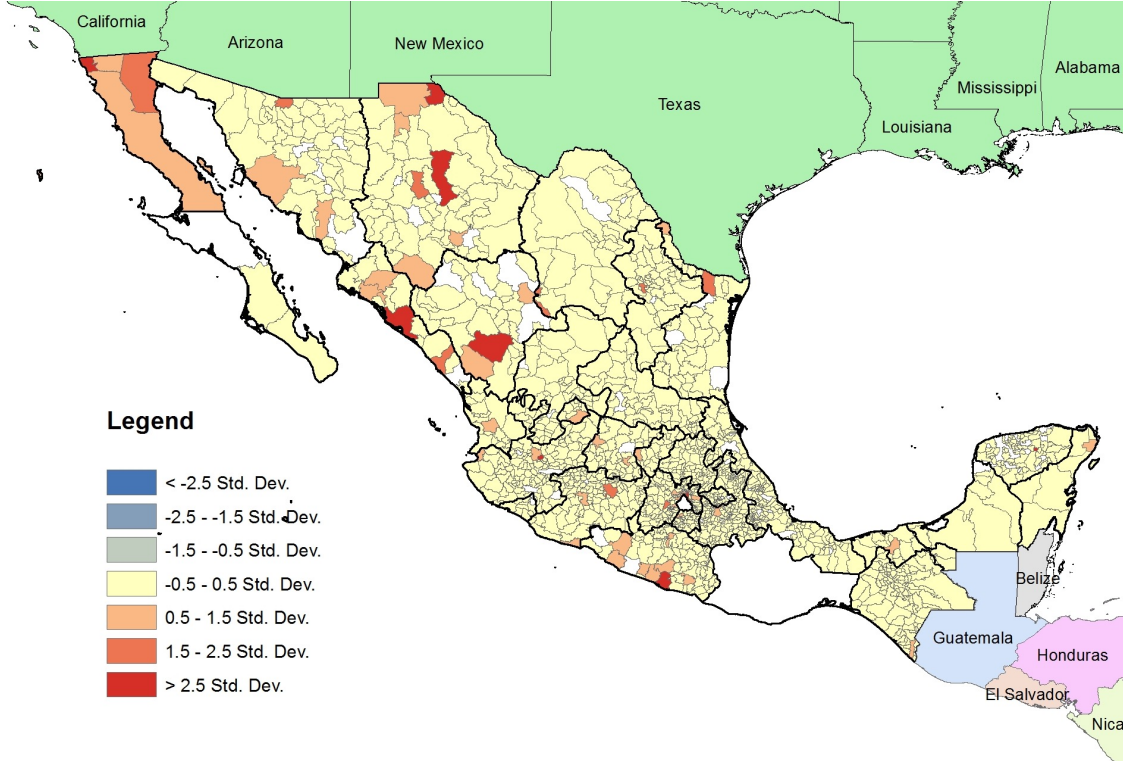 California
Arizona
New Mexico
Texas
Louisiana
Mississippi
Alabama
Legend
< -2.5 Std. Dev.
-2.5 - -1.5 Std. Dev.
-1.5 - -0.5 Std. Dev.
-0.5 - 0.5 Std. Dev.
0.5 - 1.5 Std. Dev.
1.5 - 2.5 Std. Dev.
> 2.5 Std. Dev.
Belize
Guatemala
Honduras
El Salvador
Nica